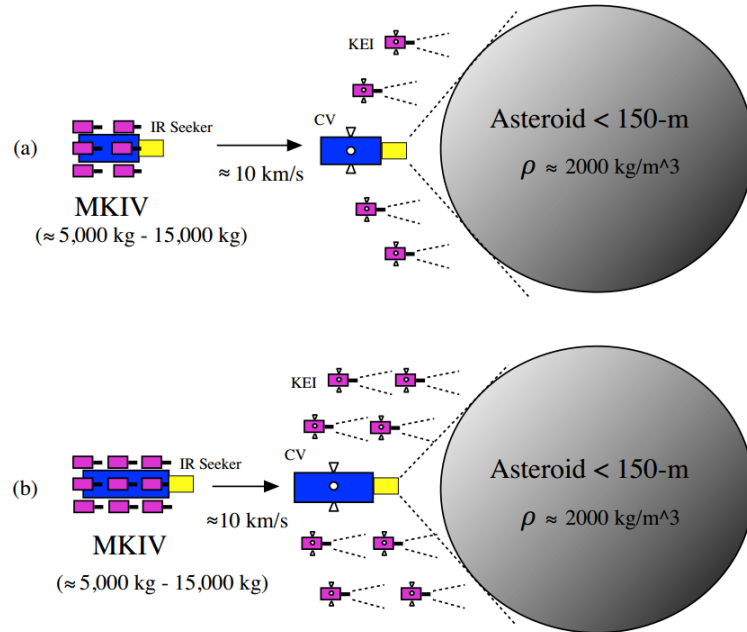 KEI
CV
IR Seeker
(a)
≈ 10 km/s
MKIV
(≈ 5,000 kg - 15,000 kg)
Asteroid < 150-m
ρ ≈ 2000 kg/m^3
KEI
CV
IR Seeker
(b)
≈10 km/s
MKIV
(≈ 5,000 kg - 15,000 kg)
Asteroid < 150-m
ρ ≈ 2000 kg/m^3